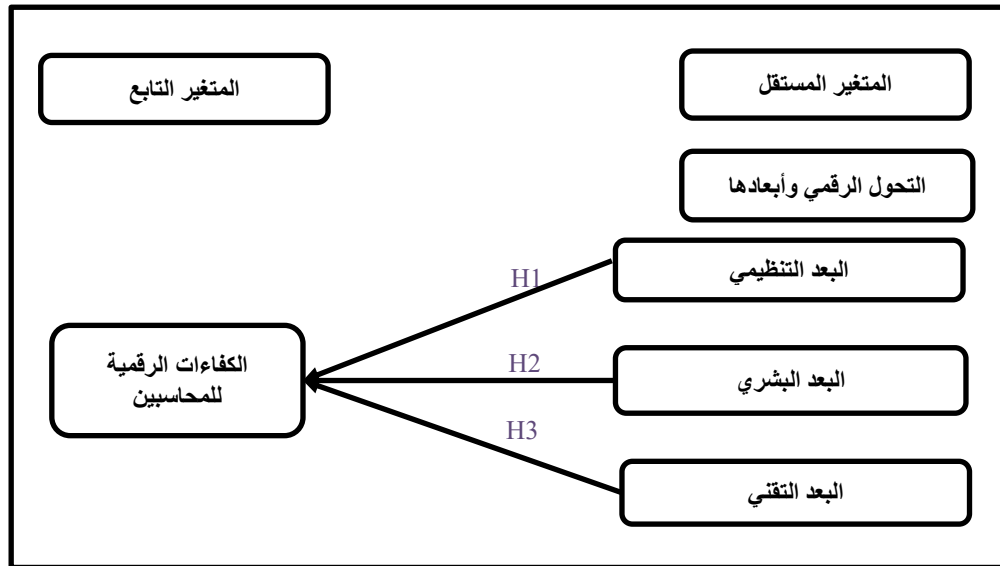 المتغير المستقل
المتغير التابع
التحول الرقمي وأبعادها
البعد التنظيمي
H1
الكفاءات الرقمية
للمحاسبين
H2
البعد البشري
H3
البعد التقني